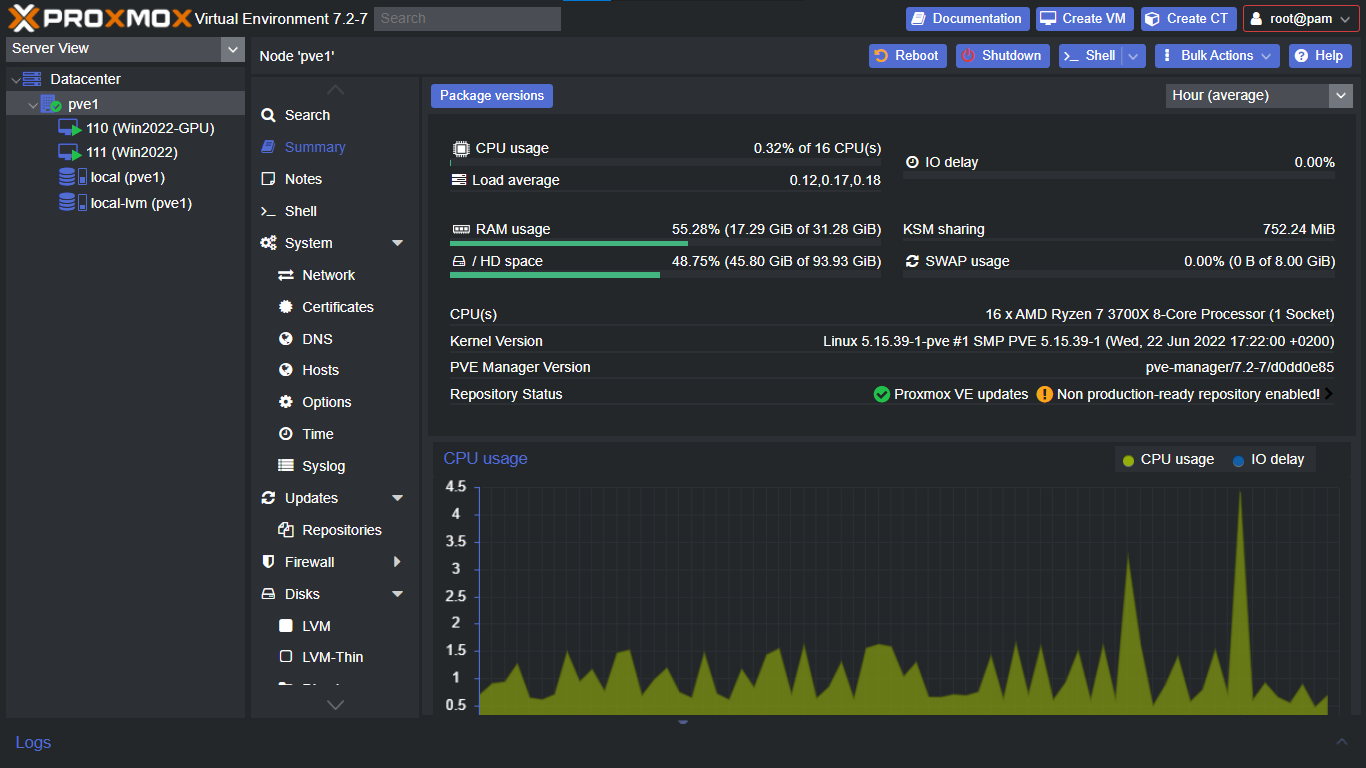 PROXMOX Virtual Environment 7.2-7 Search Documentation Create VM Create CT root@pam
Server View
Datacenter
pve1
110 (Win2022-GPU)
111 (Win2022)
local (pve1)
local-lvm (pve1)
Node 'pve1' Reboot Shutdown Shell Bulk Actions Help
Search
Summary
Notes
Shell
System
Network
Certificates
DNS
Hosts
Options
Time
Syslog
Updates
Repositories
Firewall
Disks
LVM
LVM-Thin
Package versions Hour (average)
CPU usage 0.32% of 16 CPU(s)
IO delay 0.00%
Load average 0.12,0.17,0.18
RAM usage 55.28% (17.29 GiB of 31.28 GiB)
KSM sharing 752.24 MiB
/ HD space 48.75% (45.80 GiB of 93.93 GiB)
SWAP usage 0.00% (0 B of 8.00 GiB)
CPU(s) 16 x AMD Ryzen 7 3700X 8-Core Processor (1 Socket)
Kernel Version Linux 5.15.39-1-pve #1 SMP PVE 5.15.39-1 (Wed, 22 Jun 2022 17:22:00 +0200)
PVE Manager Version pve-manager/7.2-7/d0dd0e85
Repository Status Proxmox VE updates Non production-ready repository enabled!
CPU usage CPU usage IO delay
4.5
4
3.5
3
2.5
2
1.5
1
0.5
Logs